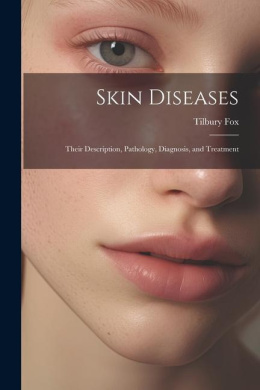 Skin Diseases
Tilbury Fox
Their Description, Pathology, Diagnosis, and Treatment